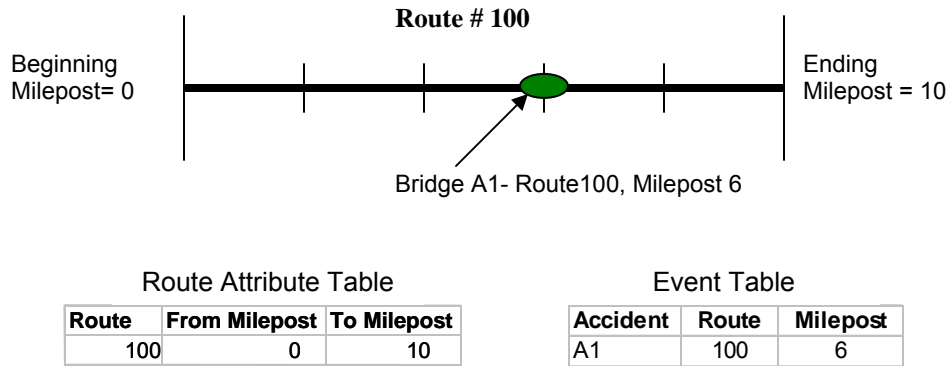 Route # 100
Beginning
Milepost= 0
Ending
Milepost = 10
Bridge A1- Route100, Milepost 6
Route Attribute Table
Route From Milepost To Milepost
100 0 10
Event Table
Accident Route Milepost
A1 100 6